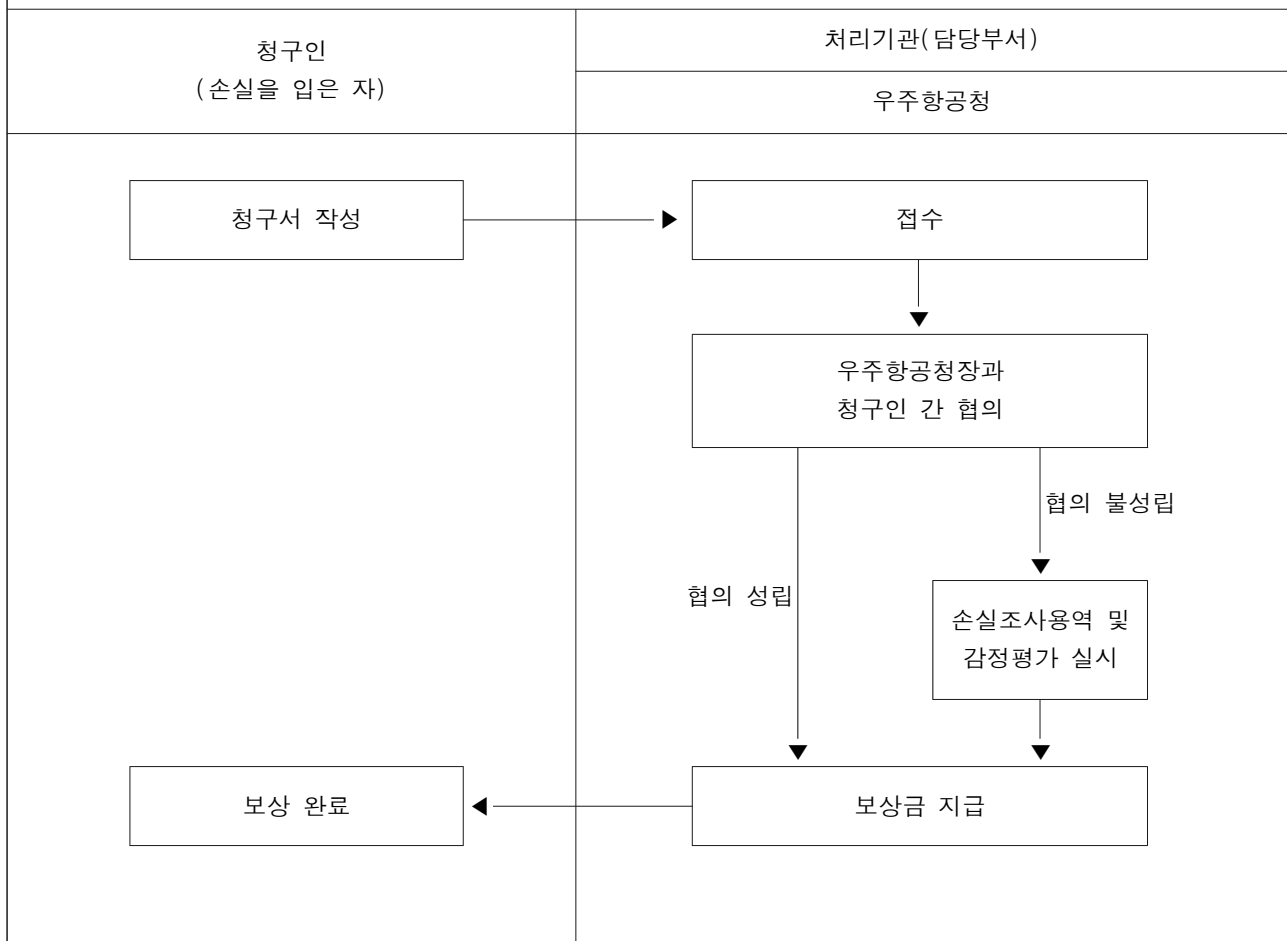 청구인
(손실을 입은 자)
처리기관(담당부서)
우주항공청
청구서 작성
접수
우주항공청장과
청구인 간 협의
협의 불성립
협의 성립
손실조사용역 및
감정평가 실시
보상 완료
보상금 지급